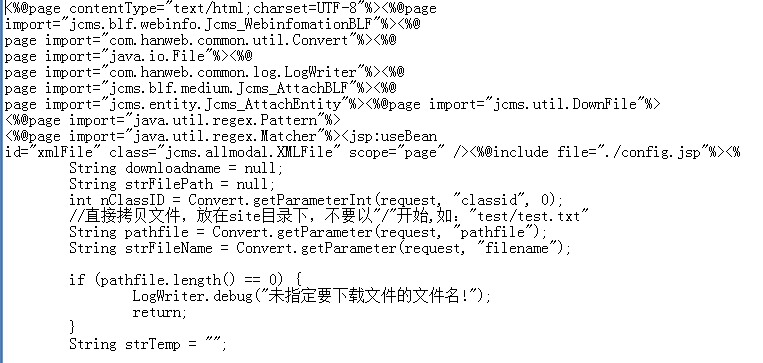 <%@page contentType="text/html;charset=UTF-8"%><%@page
import="jcms.blf.webinfo.Jcms_WebinfomationBLF"%><%@
page import="com.hanweb.common.util.Convert"%><%@
page import="java.io.File"%><%@
page import="com.hanweb.common.log.LogWriter"%><%@
page import="jcms.blf.medium.Jcms_AttachBLF"%><%@
page import="jcms.entity.Jcms_AttachEntity"%><%@page import="jcms.util.DownFile"%>
<%@page import="java.util.regex.Pattern"%>
<%@page import="java.util.regex.Matcher"%><jsp:useBean
id="xmlFile" class="jcms.allmodal.XMLFile" scope="page" /><%@include file="./config.jsp"%><%
String downloadname = null;
String strFilePath = null;
int nClassID = Convert.getParameterInt(request, "classid", 0);
//直接拷贝文件，放在site目录下，不要以"/"开始,如："test/test.txt"
String pathfile = Convert.getParameter(request, "pathfile");
String strFileName = Convert.getParameter(request, "filename");
if (pathfile.length() == 0) {
LogWriter.debug("未指定要下载文件的文件名!");
return;
}
String strTemp = "";